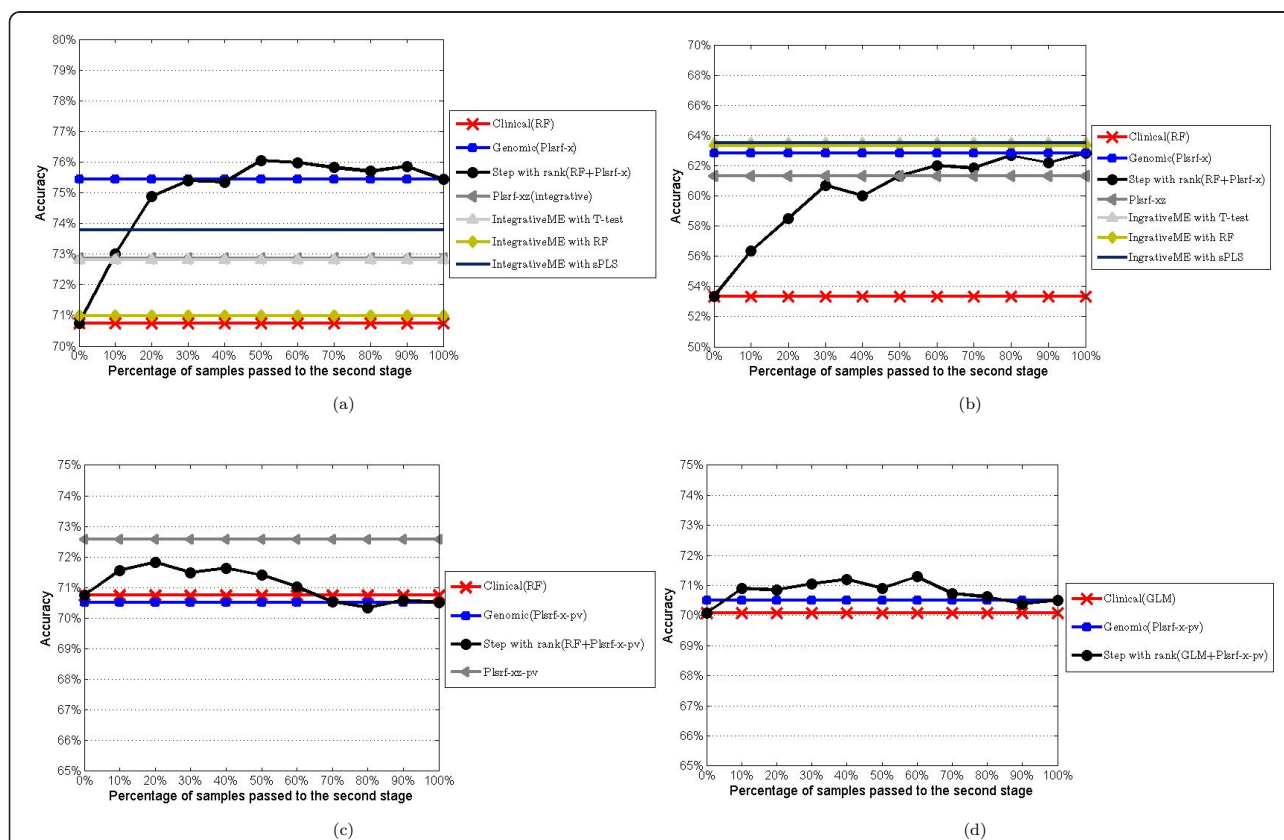 80%
79%
78%
77%
76%
75%
74%
73%
72%
71%
70%
Accuracy
0% 10% 20% 30% 40% 50% 60% 70% 80% 90% 100%
Percentage of samples passed to the second stage
Clinical(RF)
Genomic(Plsrf-x)
Step with rank(RF+Plsrf-x)
Plsrf-xz(integrative)
IntegrativeME with T-test
IntegrativeME with RF
IntegrativeME with sPLS
(a)
70%
68%
66%
64%
62%
60%
58%
56%
54%
52%
50%
Accuracy
0% 10% 20% 30% 40% 50% 60% 70% 80% 90% 100%
Percentage of samples passed to the second stage
Clinical(RF)
Genomic(Plsrf-x)
Step with rank(RF+Plsrf-x)
Plsrf-xz
IngrativeME with T-test
IngrativeME with RF
IngrativeME with sPLS
(b)
75%
74%
73%
72%
71%
70%
69%
68%
67%
66%
65%
Accuracy
0% 10% 20% 30% 40% 50% 60% 70% 80% 90% 100%
Percentage of samples passed to the second stage
Clinical(RF)
Genomic(Plsrf-x-pv)
Step with rank(RF+Plsrf-x-pv)
Plsrf-xz-pv
(c)
75%
74%
73%
72%
71%
70%
69%
68%
67%
66%
65%
Accuracy
0% 10% 20% 30% 40% 50% 60% 70% 80% 90% 100%
Percentage of samples passed to the second stage
Clinical(GLM)
Genomic(Plsrf-x-pv)
Step with rank(GLM+Plsrf-x-pv)
(d)